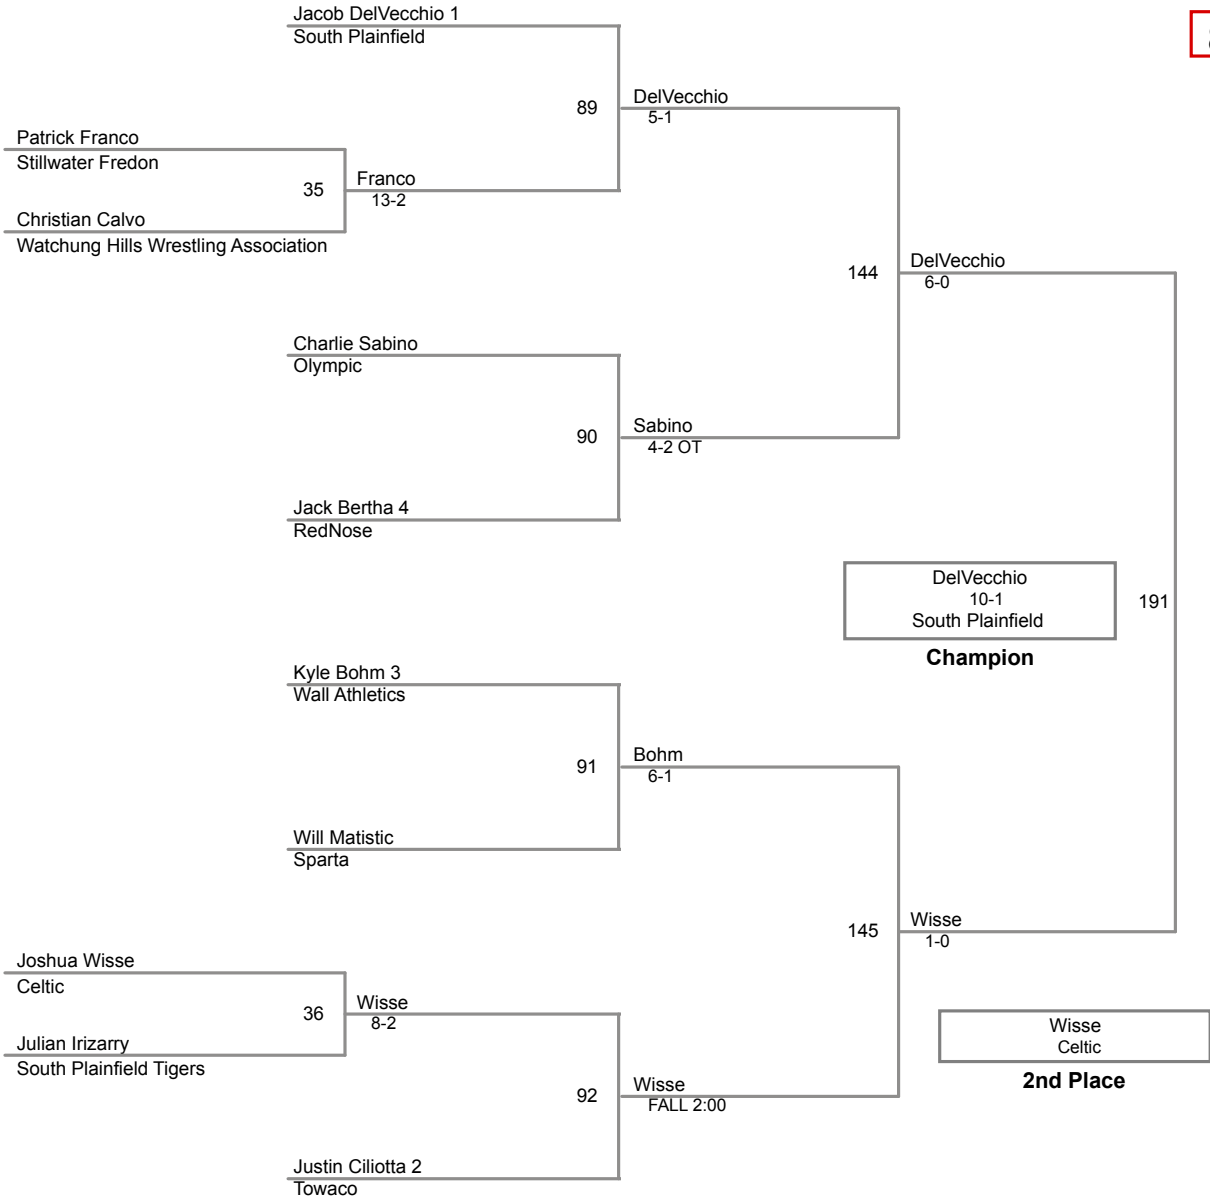 Jacob DelVecchio 1
South Plainfield
89
DelVecchio
5-1
Patrick Franco
Stillwater Fredon
35
Franco
13-2
Christian Calvo
Watchung Hills Wrestling Association
144
DelVecchio
6-0
Charlie Sabino
Olympic
90
Sabino
4-2 OT
Jack Bertha 4
RedNose
DelVecchio
10-1
South Plainfield
191
Champion
Kyle Bohm 3
Wall Athletics
91
Bohm
6-1
Will Matistic
Sparta
145
Wisse
1-0
Joshua Wisse
Celtic
36
Wisse
8-2
Julian Irizarry
South Plainfield Tigers
Wisse
Celtic
2nd Place
92
Wisse
FALL 2:00
Justin Ciliotta 2
Towaco